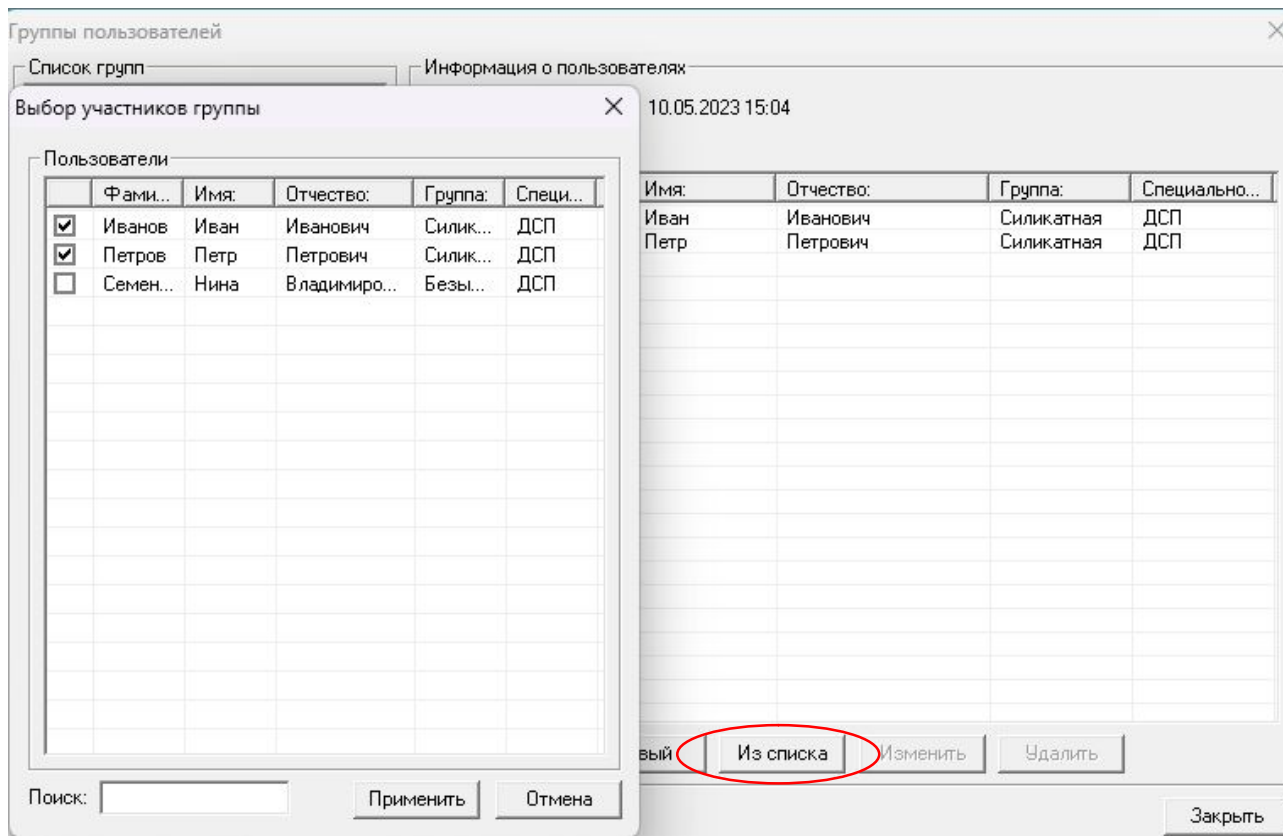 Группы пользователей
Список групп
Информация о пользователях
Выбор участников группы
10.05.2023 15:04
Пользователи
Фами... Имя: Отчество: Группа: Специ...
Иванов Иван Иванович Силик... ДСП
Петров Петр Петрович Силик... ДСП
Семен... Нина Владимиро... Безы... ДСП
Имя: Отчество: Группа: Специально...
Иван Иванович Силикатная ДСП
Петр Петрович Силикатная ДСП
вый Из списка Изменить Удалить
Поиск: Применить Отмена
Закрыть